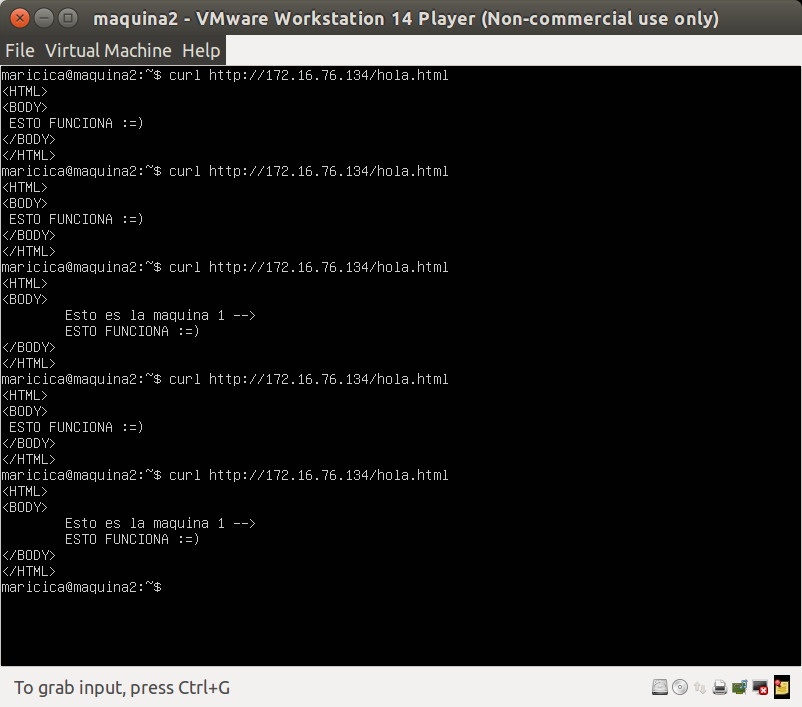 maquina2 - VMware Workstation 14 Player (Non-commercial use only)
File Virtual Machine Help
maricica@maquina2:~$ curl http://172.16.76.134/hola.html
<HTML>
<BODY>
 ESTO FUNCIONA :=)
</BODY>
</HTML>
maricica@maquina2:~$ curl http://172.16.76.134/hola.html
<HTML>
<BODY>
 ESTO FUNCIONA :=)
</BODY>
</HTML>
maricica@maquina2:~$ curl http://172.16.76.134/hola.html
<HTML>
<BODY>
        Esto es la maquina 1 -->
        ESTO FUNCIONA :=)
</BODY>
</HTML>
maricica@maquina2:~$ curl http://172.16.76.134/hola.html
<HTML>
<BODY>
 ESTO FUNCIONA :=)
</BODY>
</HTML>
maricica@maquina2:~$ curl http://172.16.76.134/hola.html
<HTML>
<BODY>
        Esto es la maquina 1 -->
        ESTO FUNCIONA :=)
</BODY>
</HTML>
maricica@maquina2:~$
To grab input, press Ctrl+G